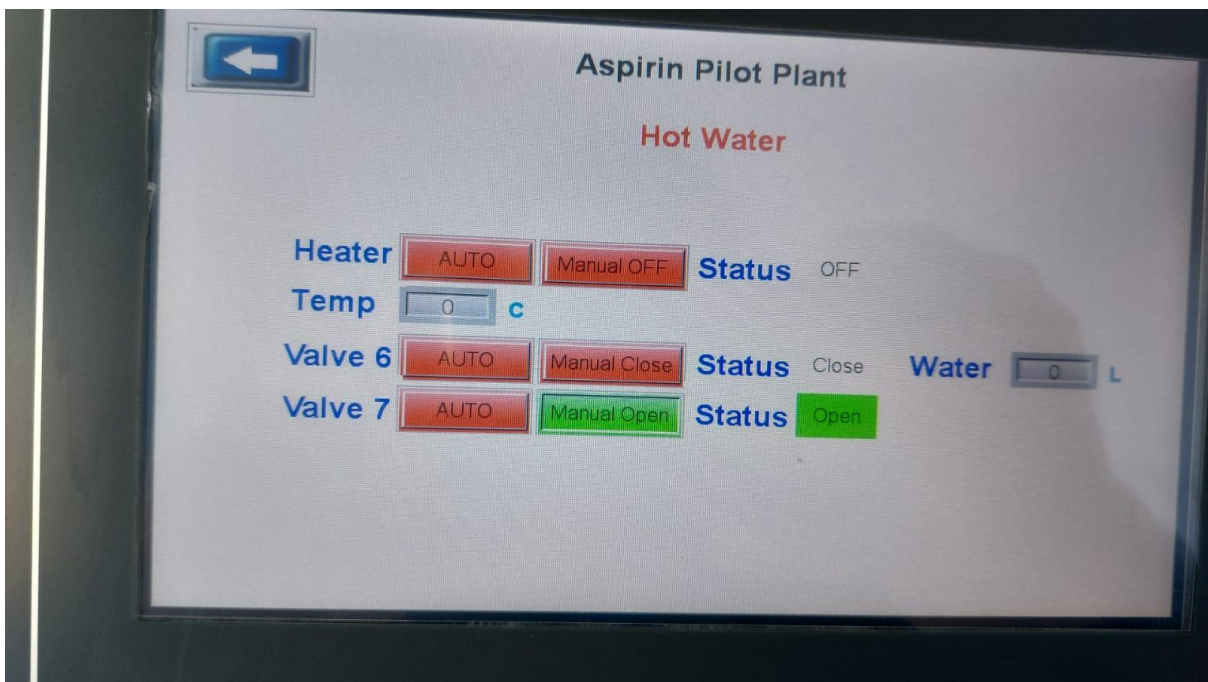 Aspirin Pilot Plant
Hot Water
Heater AUTO Manual OFF Status OFF
Temp 0 C
Valve 6 AUTO Manual Close Status Close Water 0 L
Valve 7 AUTO Manual Open Status Open